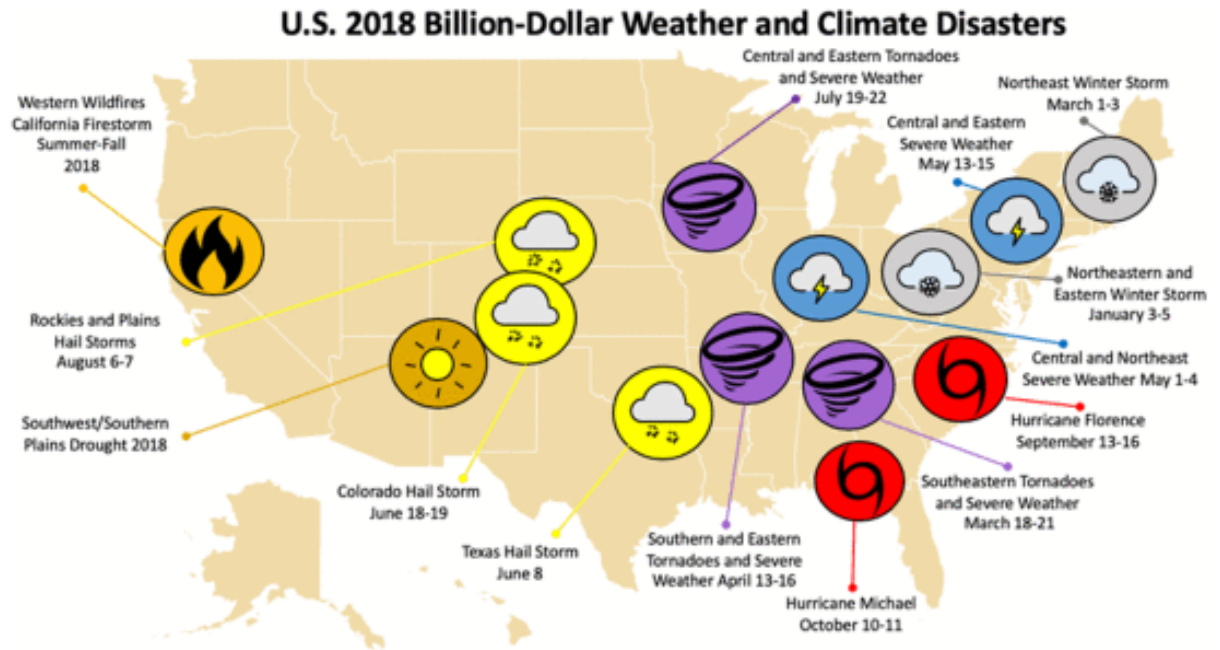 U.S. 2018 Billion-Dollar Weather and Climate Disasters
Central and Eastern Tornadoes
and Severe Weather
July 19-22
Northeast Winter Storm
March 1-3
Western Wildfires
California Firestorm
Summer-Fall
2018
Central and Eastern
Severe Weather
May 13-15
Northeastern and
Eastern Winter Storm
January 3-5
Rockies and Plains
Hail Storms
August 6-7
Central and Northeast
Severe Weather May 1-4
Southwest/Southern
Plains Drought 2018
Hurricane Florence
September 13-16
Colorado Hail Storm
June 18-19
Southeastern Tornadoes
and Severe Weather
March 18-21
Texas Hail Storm
June 8
Southern and Eastern
Tornadoes and Severe
Weather April 13-16
Hurricane Michael
October 10-11